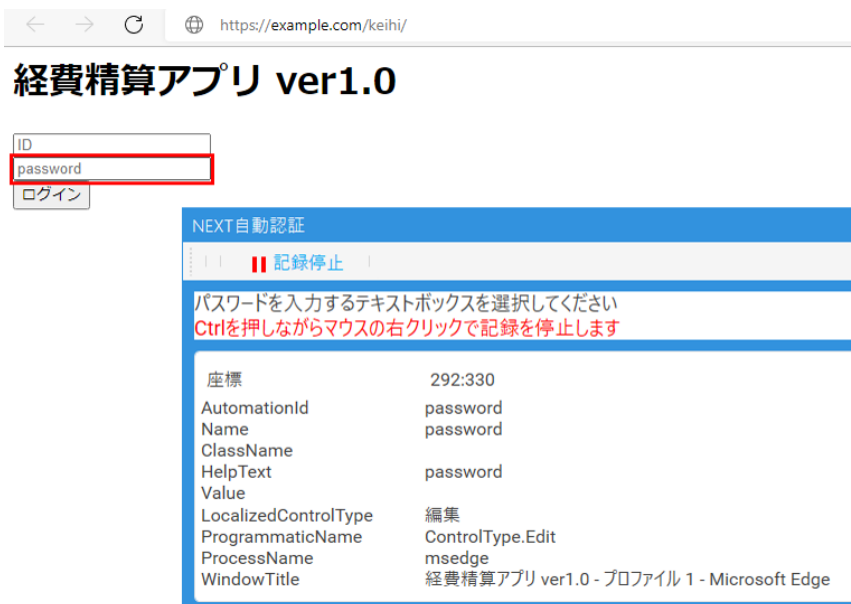 https://example.com/keihi/
経費精算アプリ ver1.0
ID
password
ログイン
NEXT自動認証
記録停止
パスワードを入力するテキストボックスを選択してください
Ctrlを押しながらマウスの右クリックで記録を停止します
座標 292:330
AutomationId password
Name password
ClassName
HelpText password
Value
LocalizedControlType 編集
ProgrammaticName ControlType.Edit
ProcessName msedge
WindowTitle 経費精算アプリ ver1.0 - プロファイル 1 - Microsoft Edge